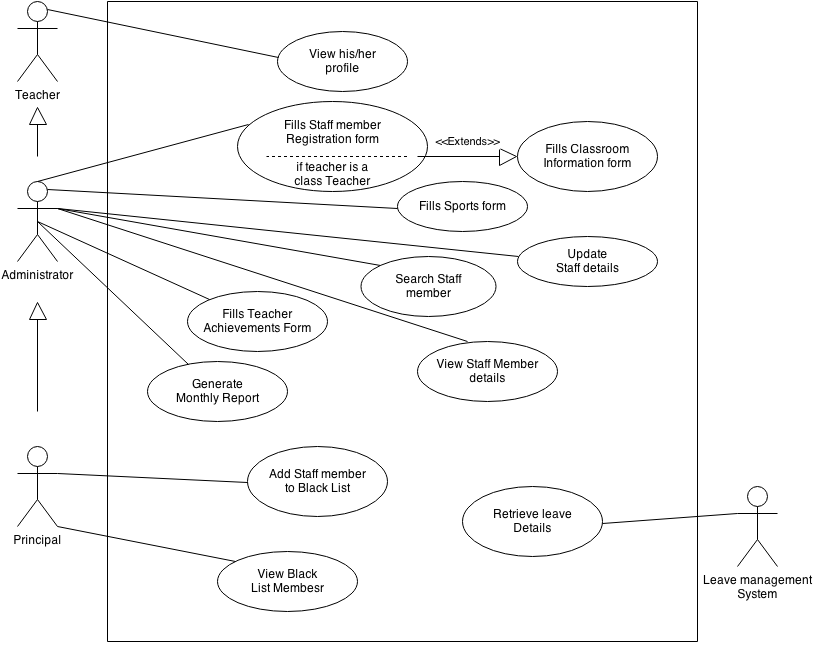 View his/her
profile
Teacher
Fills Staff member
Registration form
if teacher is a
class Teacher
<<Extends>>
Fills Classroom
Information form
Fills Sports form
Administrator
Update
Staff details
Search Staff
member
Fills Teacher
Achievements Form
View Staff Member
details
Generate
Monthly Report
Add Staff member
to Black List
Principal
Retrieve leave
Details
View Black
List Membesr
Leave management
System